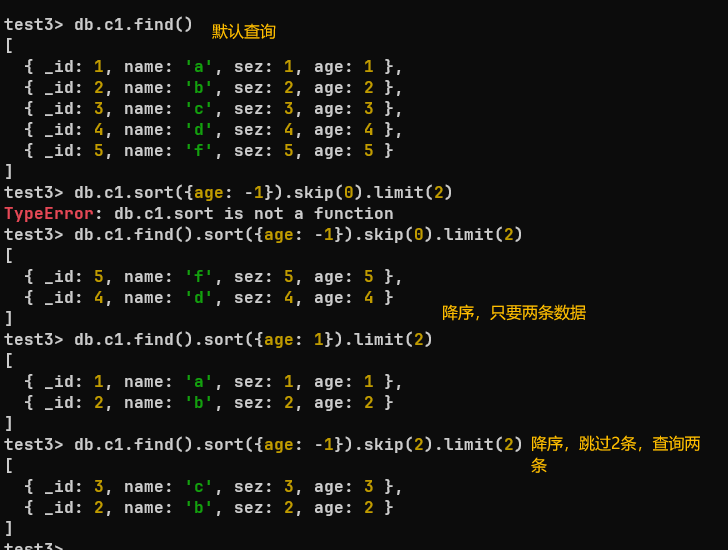 test3> db.c1.find()
默认查询
[
  { _id: 1, name: 'a', sez: 1, age: 1 },
  { _id: 2, name: 'b', sez: 2, age: 2 },
  { _id: 3, name: 'c', sez: 3, age: 3 },
  { _id: 4, name: 'd', sez: 4, age: 4 },
  { _id: 5, name: 'f', sez: 5, age: 5 }
]
test3> db.c1.sort({age: -1}).skip(0).limit(2)
TypeError: db.c1.sort is not a function
test3> db.c1.find().sort({age: -1}).skip(0).limit(2)
[
  { _id: 5, name: 'f', sez: 5, age: 5 },
  { _id: 4, name: 'd', sez: 4, age: 4 }
]
降序，只要两条数据
test3> db.c1.find().sort({age: 1}).limit(2)
[
  { _id: 1, name: 'a', sez: 1, age: 1 },
  { _id: 2, name: 'b', sez: 2, age: 2 }
]
test3> db.c1.find().sort({age: -1}).skip(2).limit(2)
降序，跳过2条，查询两
条
[
  { _id: 3, name: 'c', sez: 3, age: 3 },
  { _id: 2, name: 'b', sez: 2, age: 2 }
]
test3>